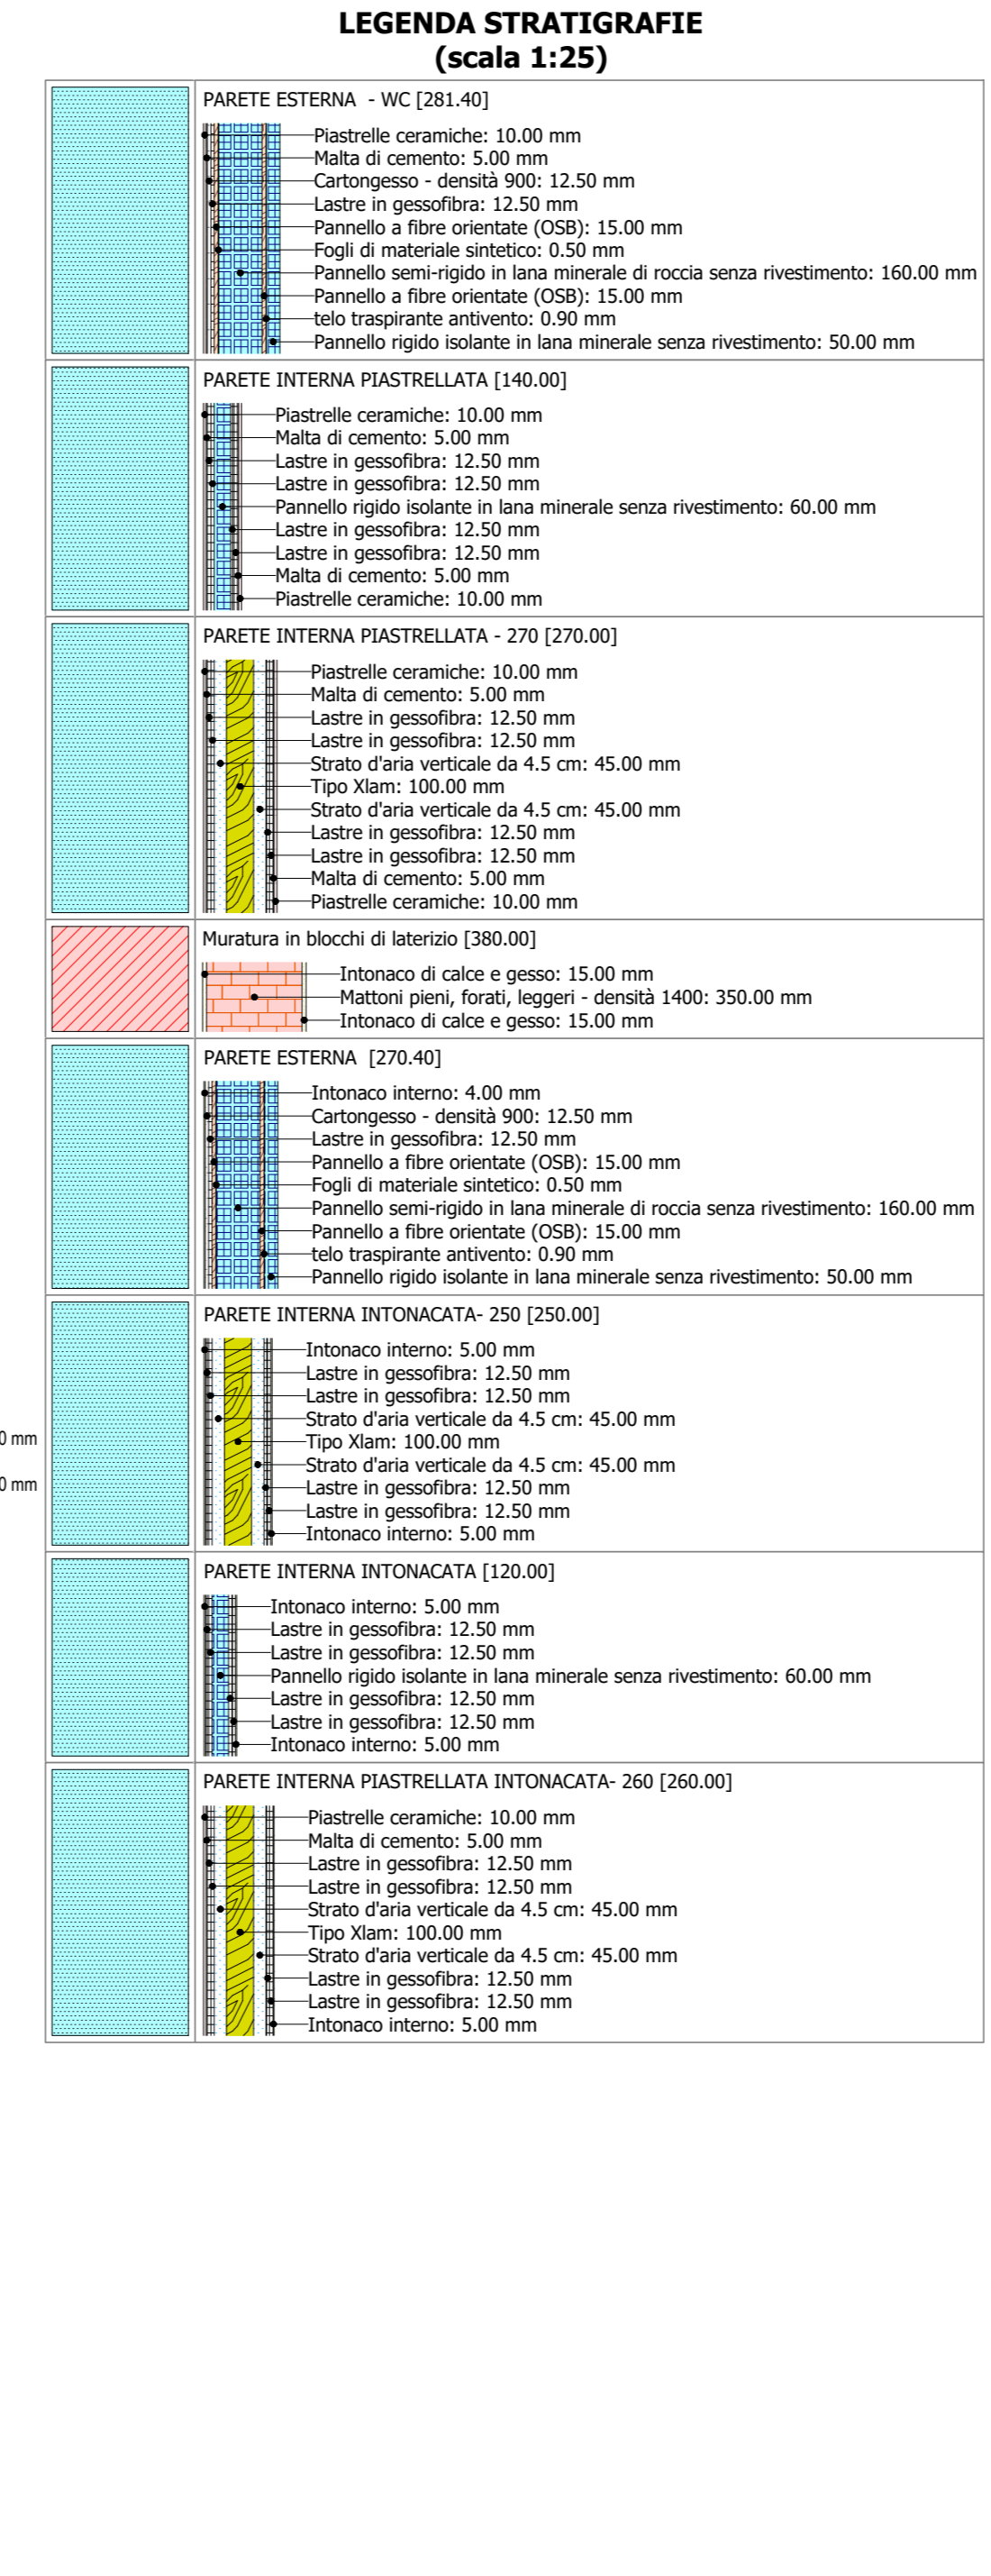 LEGENDA STRATIGRAFIE
(scala 1:25)
PARETE ESTERNA - WC [281.40]
Piastrelle ceramiche: 10.00 mm
Malta di cemento: 5.00 mm
Cartongesso - densità 900: 12.50 mm
Lastre in gessofibra: 12.50 mm
Pannello a fibre orientate (OSB): 15.00 mm
Fogli di materiale sintetico: 0.50 mm
Pannello semi-rigido in lana minerale di roccia senza rivestimento: 160.00 mm
Pannello a fibre orientate (OSB): 15.00 mm
telo traspirante antivento: 0.90 mm
Pannello rigido isolante in lana minerale senza rivestimento: 50.00 mm
PARETE INTERNA PIASTRELLATA [140.00]
Piastrelle ceramiche: 10.00 mm
Malta di cemento: 5.00 mm
Lastre in gessofibra: 12.50 mm
Lastre in gessofibra: 12.50 mm
Pannello rigido isolante in lana minerale senza rivestimento: 60.00 mm
Lastre in gessofibra: 12.50 mm
Lastre in gessofibra: 12.50 mm
Malta di cemento: 5.00 mm
Piastrelle ceramiche: 10.00 mm
PARETE INTERNA PIASTRELLATA - 270 [270.00]
Piastrelle ceramiche: 10.00 mm
Malta di cemento: 5.00 mm
Lastre in gessofibra: 12.50 mm
Lastre in gessofibra: 12.50 mm
Strato d'aria verticale da 4.5 cm: 45.00 mm
Tipo Xlam: 100.00 mm
Strato d'aria verticale da 4.5 cm: 45.00 mm
Lastre in gessofibra: 12.50 mm
Lastre in gessofibra: 12.50 mm
Malta di cemento: 5.00 mm
Piastrelle ceramiche: 10.00 mm
Muratura in blocchi di laterizio [380.00]
Intonaco di calce e gesso: 15.00 mm
Mattoni pieni, forati, leggeri - densità 1400: 350.00 mm
Intonaco di calce e gesso: 15.00 mm
PARETE ESTERNA [270.40]
Intonaco interno: 4.00 mm
Cartongesso - densità 900: 12.50 mm
Lastre in gessofibra: 12.50 mm
Pannello a fibre orientate (OSB): 15.00 mm
Fogli di materiale sintetico: 0.50 mm
Pannello semi-rigido in lana minerale di roccia senza rivestimento: 160.00 mm
Pannello a fibre orientate (OSB): 15.00 mm
telo traspirante antivento: 0.90 mm
Pannello rigido isolante in lana minerale senza rivestimento: 50.00 mm
PARETE INTERNA INTONACATA- 250 [250.00]
Intonaco interno: 5.00 mm
Lastre in gessofibra: 12.50 mm
Lastre in gessofibra: 12.50 mm
Strato d'aria verticale da 4.5 cm: 45.00 mm
0 mm
Tipo Xlam: 100.00 mm
Strato d'aria verticale da 4.5 cm: 45.00 mm
0 mm
Lastre in gessofibra: 12.50 mm
Lastre in gessofibra: 12.50 mm
Intonaco interno: 5.00 mm
PARETE INTERNA INTONACATA [120.00]
Intonaco interno: 5.00 mm
Lastre in gessofibra: 12.50 mm
Lastre in gessofibra: 12.50 mm
Pannello rigido isolante in lana minerale senza rivestimento: 60.00 mm
Lastre in gessofibra: 12.50 mm
Lastre in gessofibra: 12.50 mm
Intonaco interno: 5.00 mm
PARETE INTERNA PIASTRELLATA INTONACATA- 260 [260.00]
Piastrelle ceramiche: 10.00 mm
Malta di cemento: 5.00 mm
Lastre in gessofibra: 12.50 mm
Lastre in gessofibra: 12.50 mm
Strato d'aria verticale da 4.5 cm: 45.00 mm
Tipo Xlam: 100.00 mm
Strato d'aria verticale da 4.5 cm: 45.00 mm
Lastre in gessofibra: 12.50 mm
Lastre in gessofibra: 12.50 mm
Intonaco interno: 5.00 mm